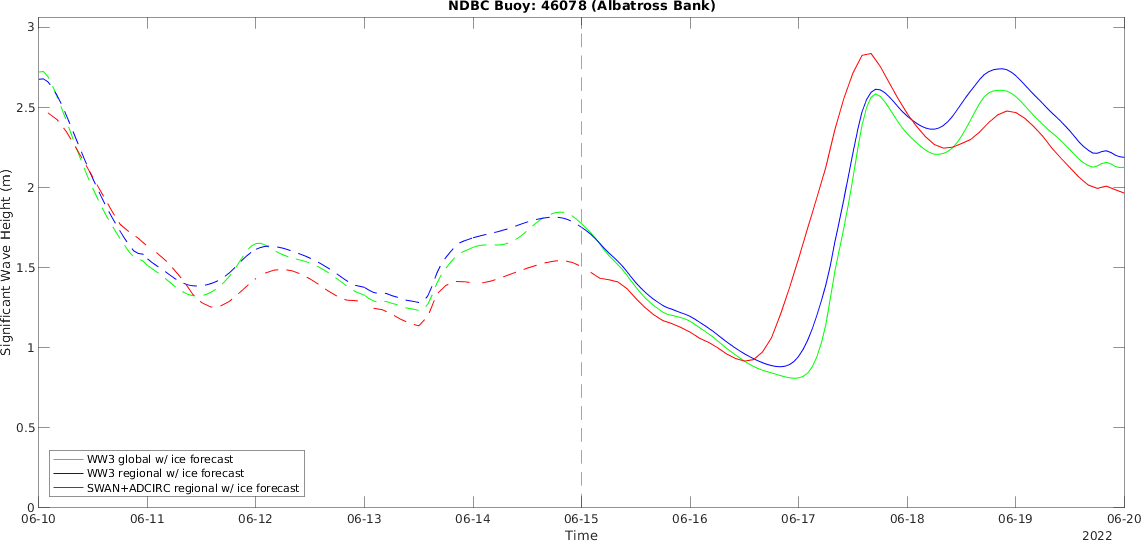 NDBC Buoy: 46078 (Albatross Bank)
3
2.5
2
1.5
1
0.5
0
Significant Wave Height (m)
WW3 global w/ ice forecast
WW3 regional w/ ice forecast
SWAN+ADCIRC regional w/ ice forecast
06-10 06-11 06-12 06-13 06-14 06-15 06-16 06-17 06-18 06-19 06-20
Time
2022